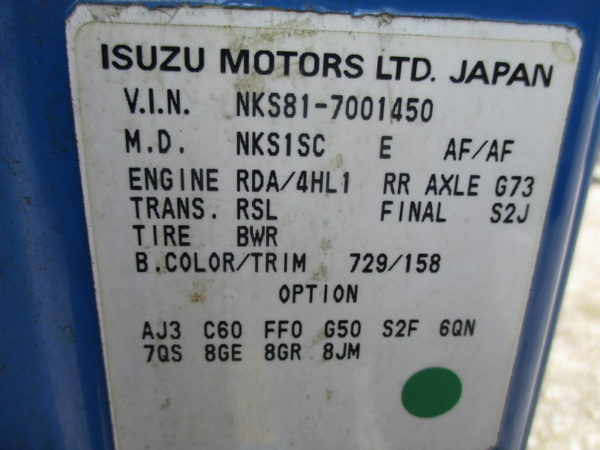 ISUZU MOTORS LTD. JAPAN
V.I.N. NKS81-7001450
M.D. NKS1SC E AF/AF
ENGINE RDA/4HL1 RR AXLE G73
TRANS. RSL FINAL S2J
TIRE BWR
B.COLOR/TRIM 729/158
OPTION
AJ3 C60 FF0 G50 S2F 6QN
7QS 8GE 8GR 8JM